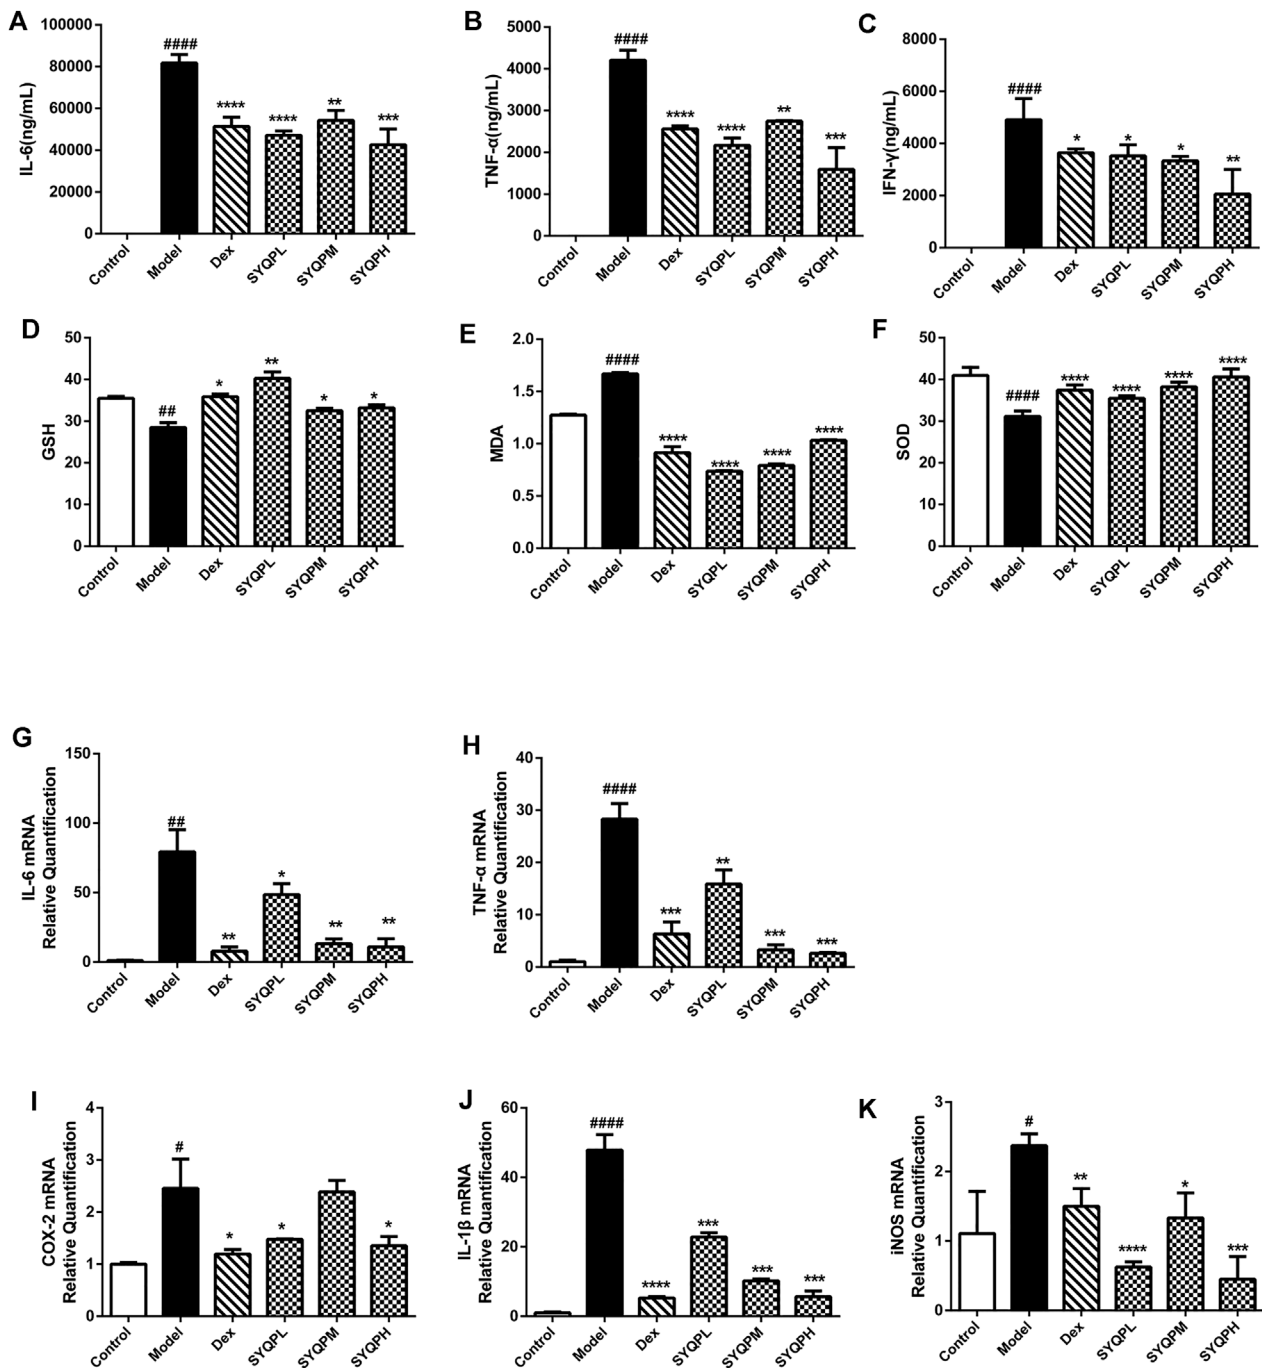 A
IL-6(ng/mL)
100000
80000
60000
40000
20000
0
####
****
****
**
***
Control
Model
Dex
SYQPL
SYQPM
SYQPH
B
TNF-α(ng/mL)
5000
4000
3000
2000
1000
0
####
****
****
**
***
Control
Model
Dex
SYQPL
SYQPM
SYQPH
C
IFN-γ(ng/mL)
8000
6000
4000
2000
0
####
*
*
*
**
Control
Model
Dex
SYQPL
SYQPM
SYQPH
D
GSH
50
40
30
20
10
0
##
*
**
*
*
Control
Model
Dex
SYQPL
SYQPM
SYQPH
E
MDA
2.0
1.5
1.0
0.5
0.0
####
****
****
****
****
Control
Model
Dex
SYQPL
SYQPM
SYQPH
F
SOD
50
40
30
20
10
0
####
****
****
****
****
Control
Model
Dex
SYQPL
SYQPM
SYQPH
G
IL-6 mRNA
Relative Quantification
150
100
50
0
##
**
*
**
**
Control
Model
Dex
SYQPL
SYQPM
SYQPH
H
TNF-α mRNA
Relative Quantification
40
30
20
10
0
####
***
**
***
***
Control
Model
Dex
SYQPL
SYQPM
SYQPH
I
COX-2 mRNA
Relative Quantification
4
3
2
1
0
#
*
*
*
Control
Model
Dex
SYQPL
SYQPM
SYQPH
J
IL-1β mRNA
Relative Quantification
60
40
20
0
####
****
***
***
***
Control
Model
Dex
SYQPL
SYQPM
SYQPH
K
iNOS mRNA
Relative Quantification
3
2
1
0
#
**
****
*
***
Control
Model
Dex
SYQPL
SYQPM
SYQPH